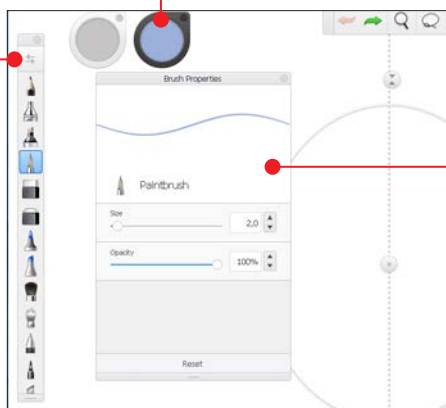 Brush Properties
Paintbrush
Size
2,0
Opacity
100%
Reset